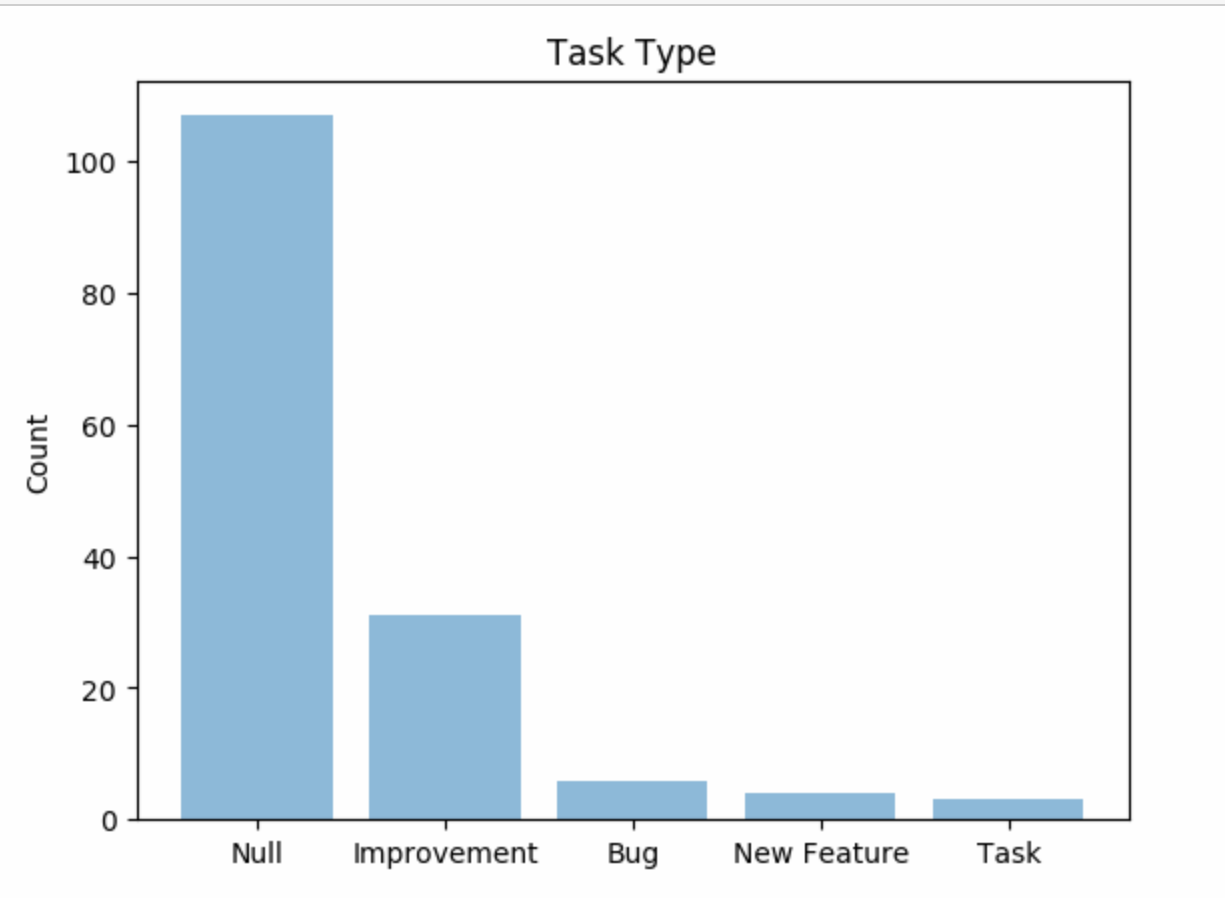 Task Type
100
80
60
40
20
0
Count
Null
Improvement
Bug
New Feature
Task